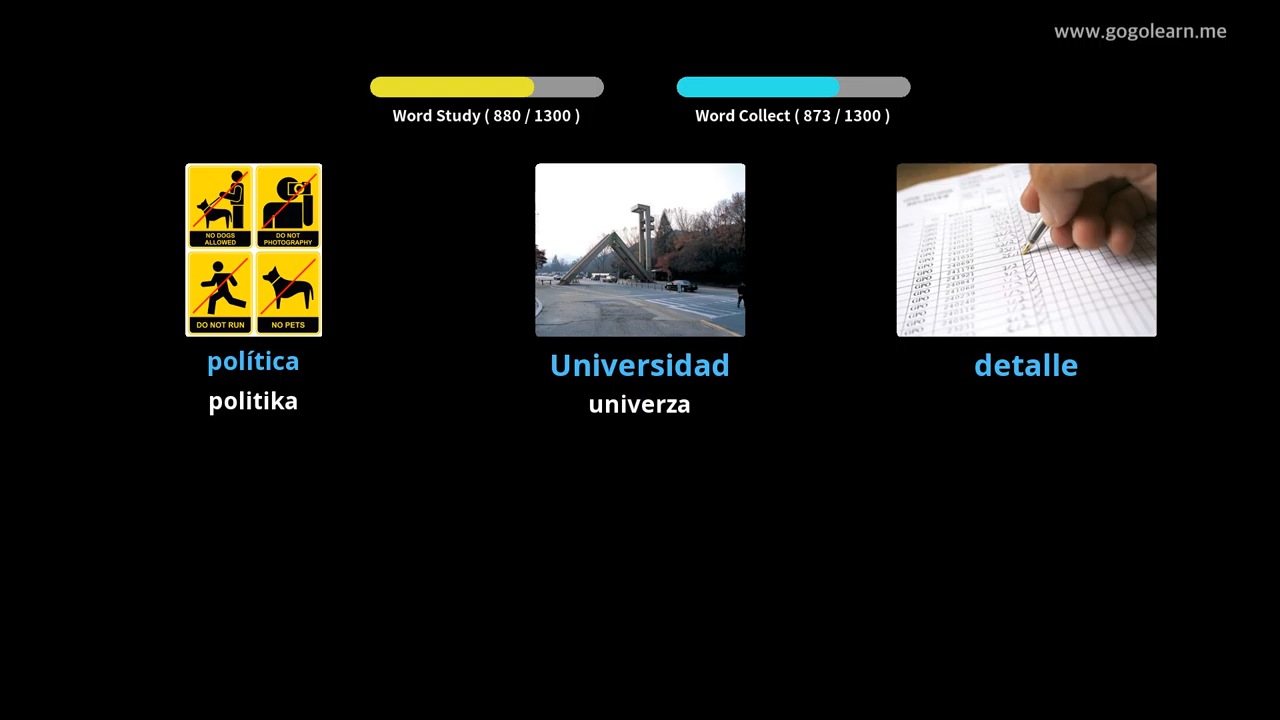 www.gogolearn.me
Word Study ( 880 / 1300 )
Word Collect ( 873 / 1300 )
NO DOGS
ALLOWED
DO NOT
PHOTOGRAPHY
DO NOT RUN
NO PETS
política
Universidad
detalle
politika
univerza